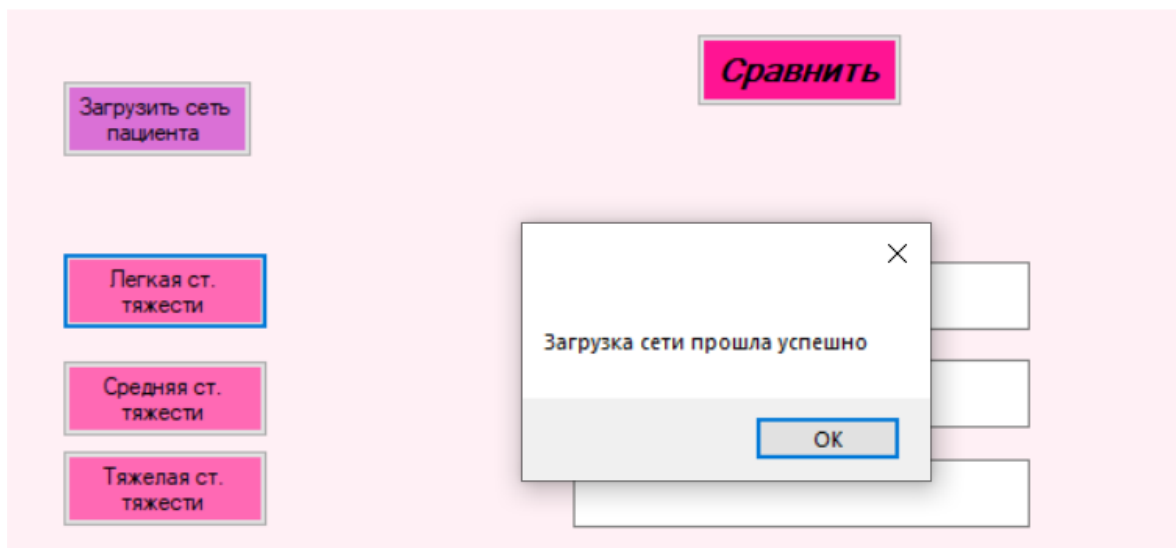 Сравнить
Загрузить сеть
пациента
Легкая ст.
тяжести
Загрузка сети прошла успешно
Средняя ст.
тяжести
OK
Тяжелая ст.
тяжести